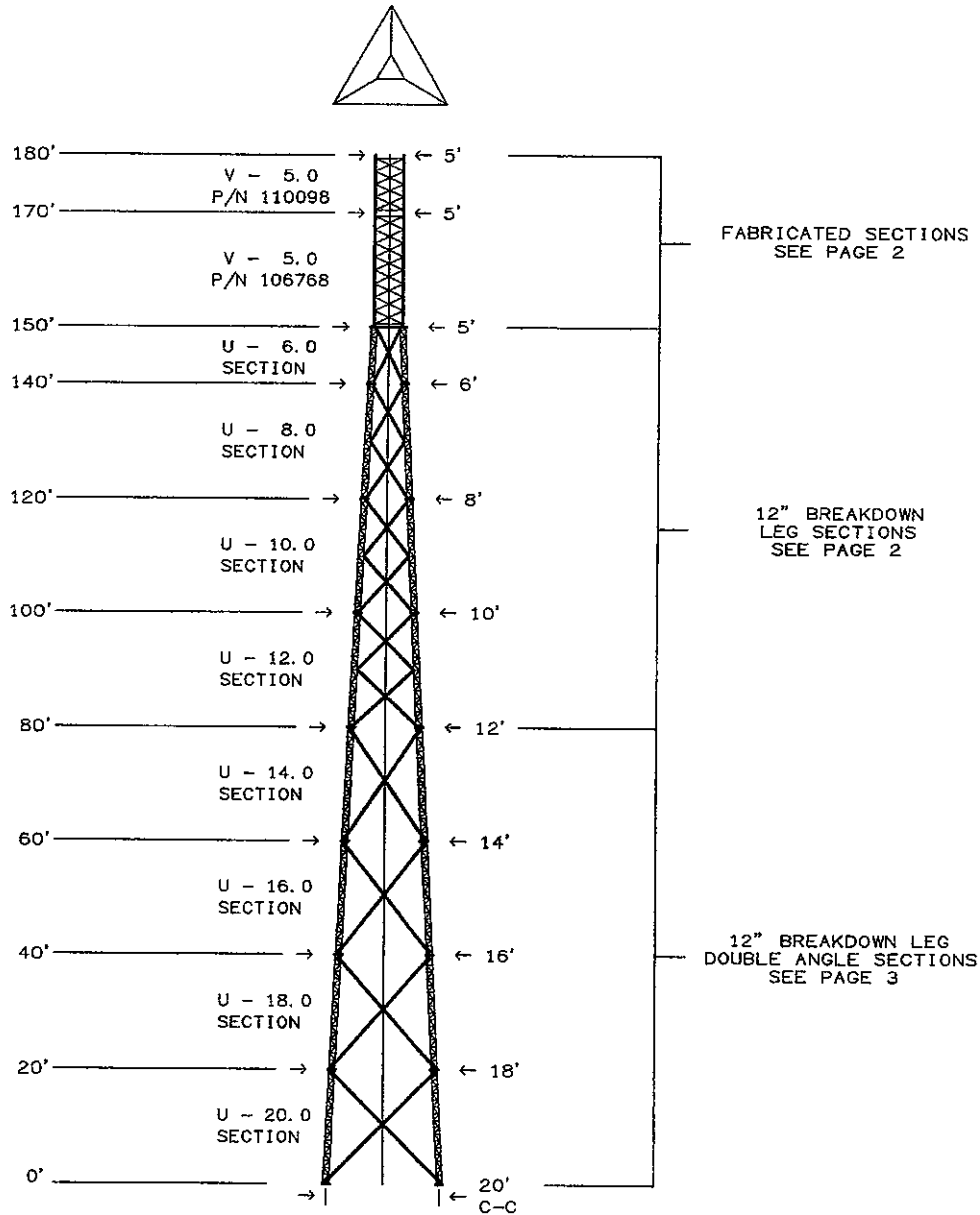 180'
5'
V - 5.0
P/N 110098
170'
5'
FABRICATED SECTIONS
SEE PAGE 2
V - 5.0
P/N 106768
150'
5'
U - 6.0
SECTION
140'
6'
U - 8.0
SECTION
120'
8'
12" BREAKDOWN
LEG SECTIONS
SEE PAGE 2
U - 10.0
SECTION
100'
10'
U - 12.0
SECTION
80'
12'
U - 14.0
SECTION
60'
14'
U - 16.0
SECTION
40'
16'
12" BREAKDOWN LEG
DOUBLE ANGLE SECTIONS
SEE PAGE 3
U - 18.0
SECTION
20'
18'
U - 20.0
SECTION
0'
20'
C-C